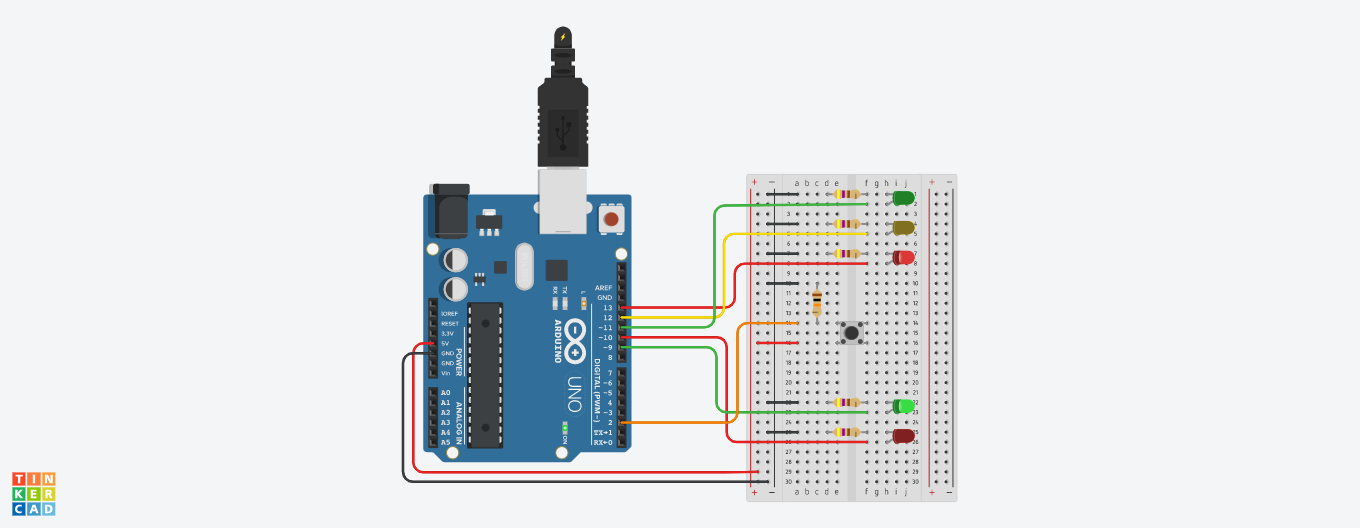 IOREF
RESET
3.3V
5V
GND
GND
Vin
POWER
A0
A1
A2
A3
A4
A5
ANALOG IN
RX
TX
L
ARDUINO
UNO
ON
AREF
GND
13
12
~11
~10
~9
8
7
~6
~5
4
~3
2
TX→1
RX←0
DIGITAL (PWM~)
+ − a b c d e f g h i j + −
1
2
3
4
5
6
7
8
9
10
11
12
13
14
15
16
17
18
19
20
21
22
23
24
25
26
27
28
29
30
+ − a b c d e f g h i j + −
TIN
KER
CAD